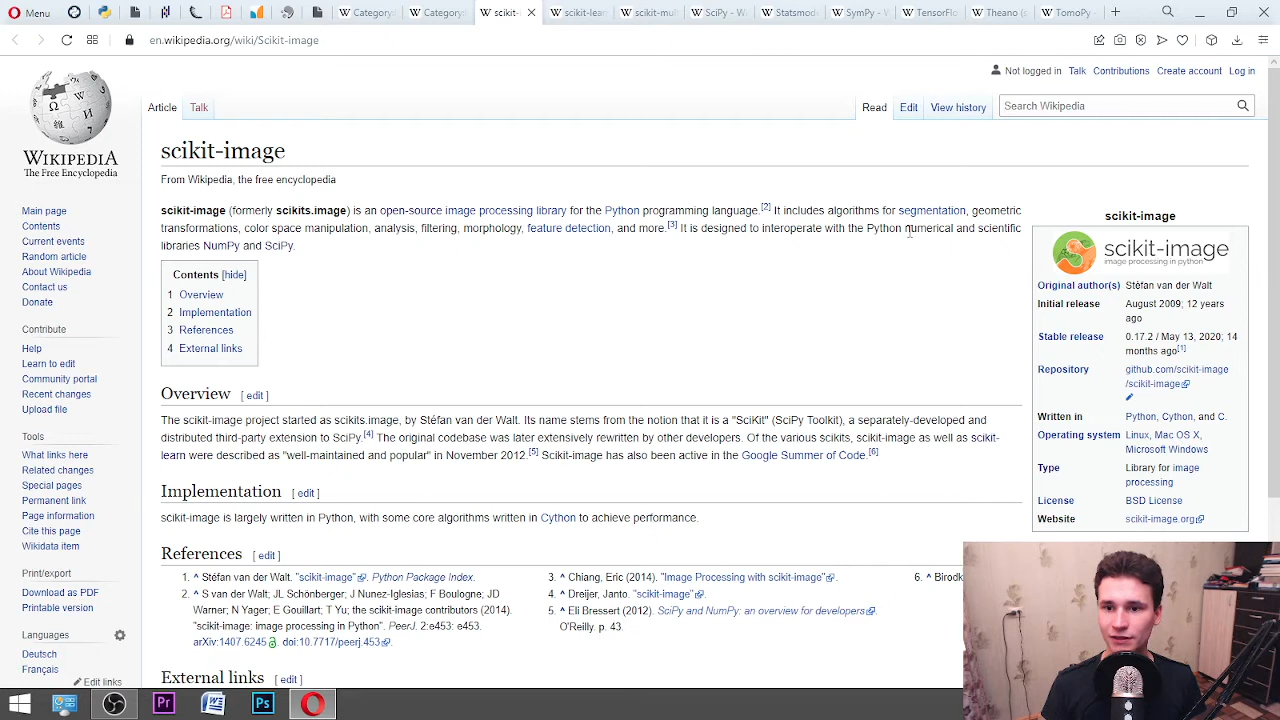 Menu
Category:
Category:
scikit-
scikit-lear
scikit-mul
SciPy - W
Statsmode
SymPy - W
TensorFlo
Theano (s
TomoPy
en.wikipedia.org/wiki/Scikit-image
Not logged in Talk Contributions Create account Log in
Article Talk Read Edit View history Search Wikipedia
WIKIPEDIA
The Free Encyclopedia
Main page
Contents
Current events
Random article
About Wikipedia
Contact us
Donate
Contribute
Help
Learn to edit
Community portal
Recent changes
Upload file
Tools
What links here
Related changes
Special pages
Permanent link
Page information
Cite this page
Wikidata item
Print/export
Download as PDF
Printable version
Languages
Deutsch
Français
Edit links
scikit-image
From Wikipedia, the free encyclopedia
scikit-image (formerly scikits.image) is an open-source image processing library for the Python programming language.[2] It includes algorithms for segmentation, geometric
transformations, color space manipulation, analysis, filtering, morphology, feature detection, and more.[3] It is designed to interoperate with the Python numerical and scientific
libraries NumPy and SciPy.
Contents [hide]
1 Overview
2 Implementation
3 References
4 External links
Overview [ edit ]
The scikit-image project started as scikits.image, by Stéfan van der Walt. Its name stems from the notion that it is a "SciKit" (SciPy Toolkit), a separately-developed and
distributed third-party extension to SciPy.[4] The original codebase was later extensively rewritten by other developers. Of the various scikits, scikit-image as well as scikit-
learn were described as "well-maintained and popular" in November 2012.[5] Scikit-image has also been active in the Google Summer of Code.[6]
Implementation [ edit ]
scikit-image is largely written in Python, with some core algorithms written in Cython to achieve performance.
References [ edit ]
1. ^ Stéfan van der Walt. "scikit-image". Python Package Index.
2. ^ S van der Walt; JL Schönberger; J Nunez-Iglesias; F Boulogne; JD
Warner; N Yager; E Gouillart; T Yu; the scikit-image contributors (2014).
"scikit-image: image processing in Python". PeerJ. 2:e453: e453.
arXiv:1407.6245. doi:10.7717/peerj.453.
3. ^ Chiang, Eric (2014). "Image Processing with scikit-image".
4. ^ Dreijer, Janto. "scikit-image".
5. ^ Eli Bressert (2012). SciPy and NumPy: an overview for developers.
O'Reilly. p. 43.
6. ^ Birodk
External links [ edit ]
scikit-image
scikit-image
image processing in python
Original author(s) Stéfan van der Walt
Initial release August 2009; 12 years
ago
Stable release 0.17.2 / May 13, 2020; 14
months ago[1]
Repository github.com/scikit-image
/scikit-image
Written in Python, Cython, and C.
Operating system Linux, Mac OS X,
Microsoft Windows
Type Library for image
processing
License BSD License
Website scikit-image.org
Pr
Ps